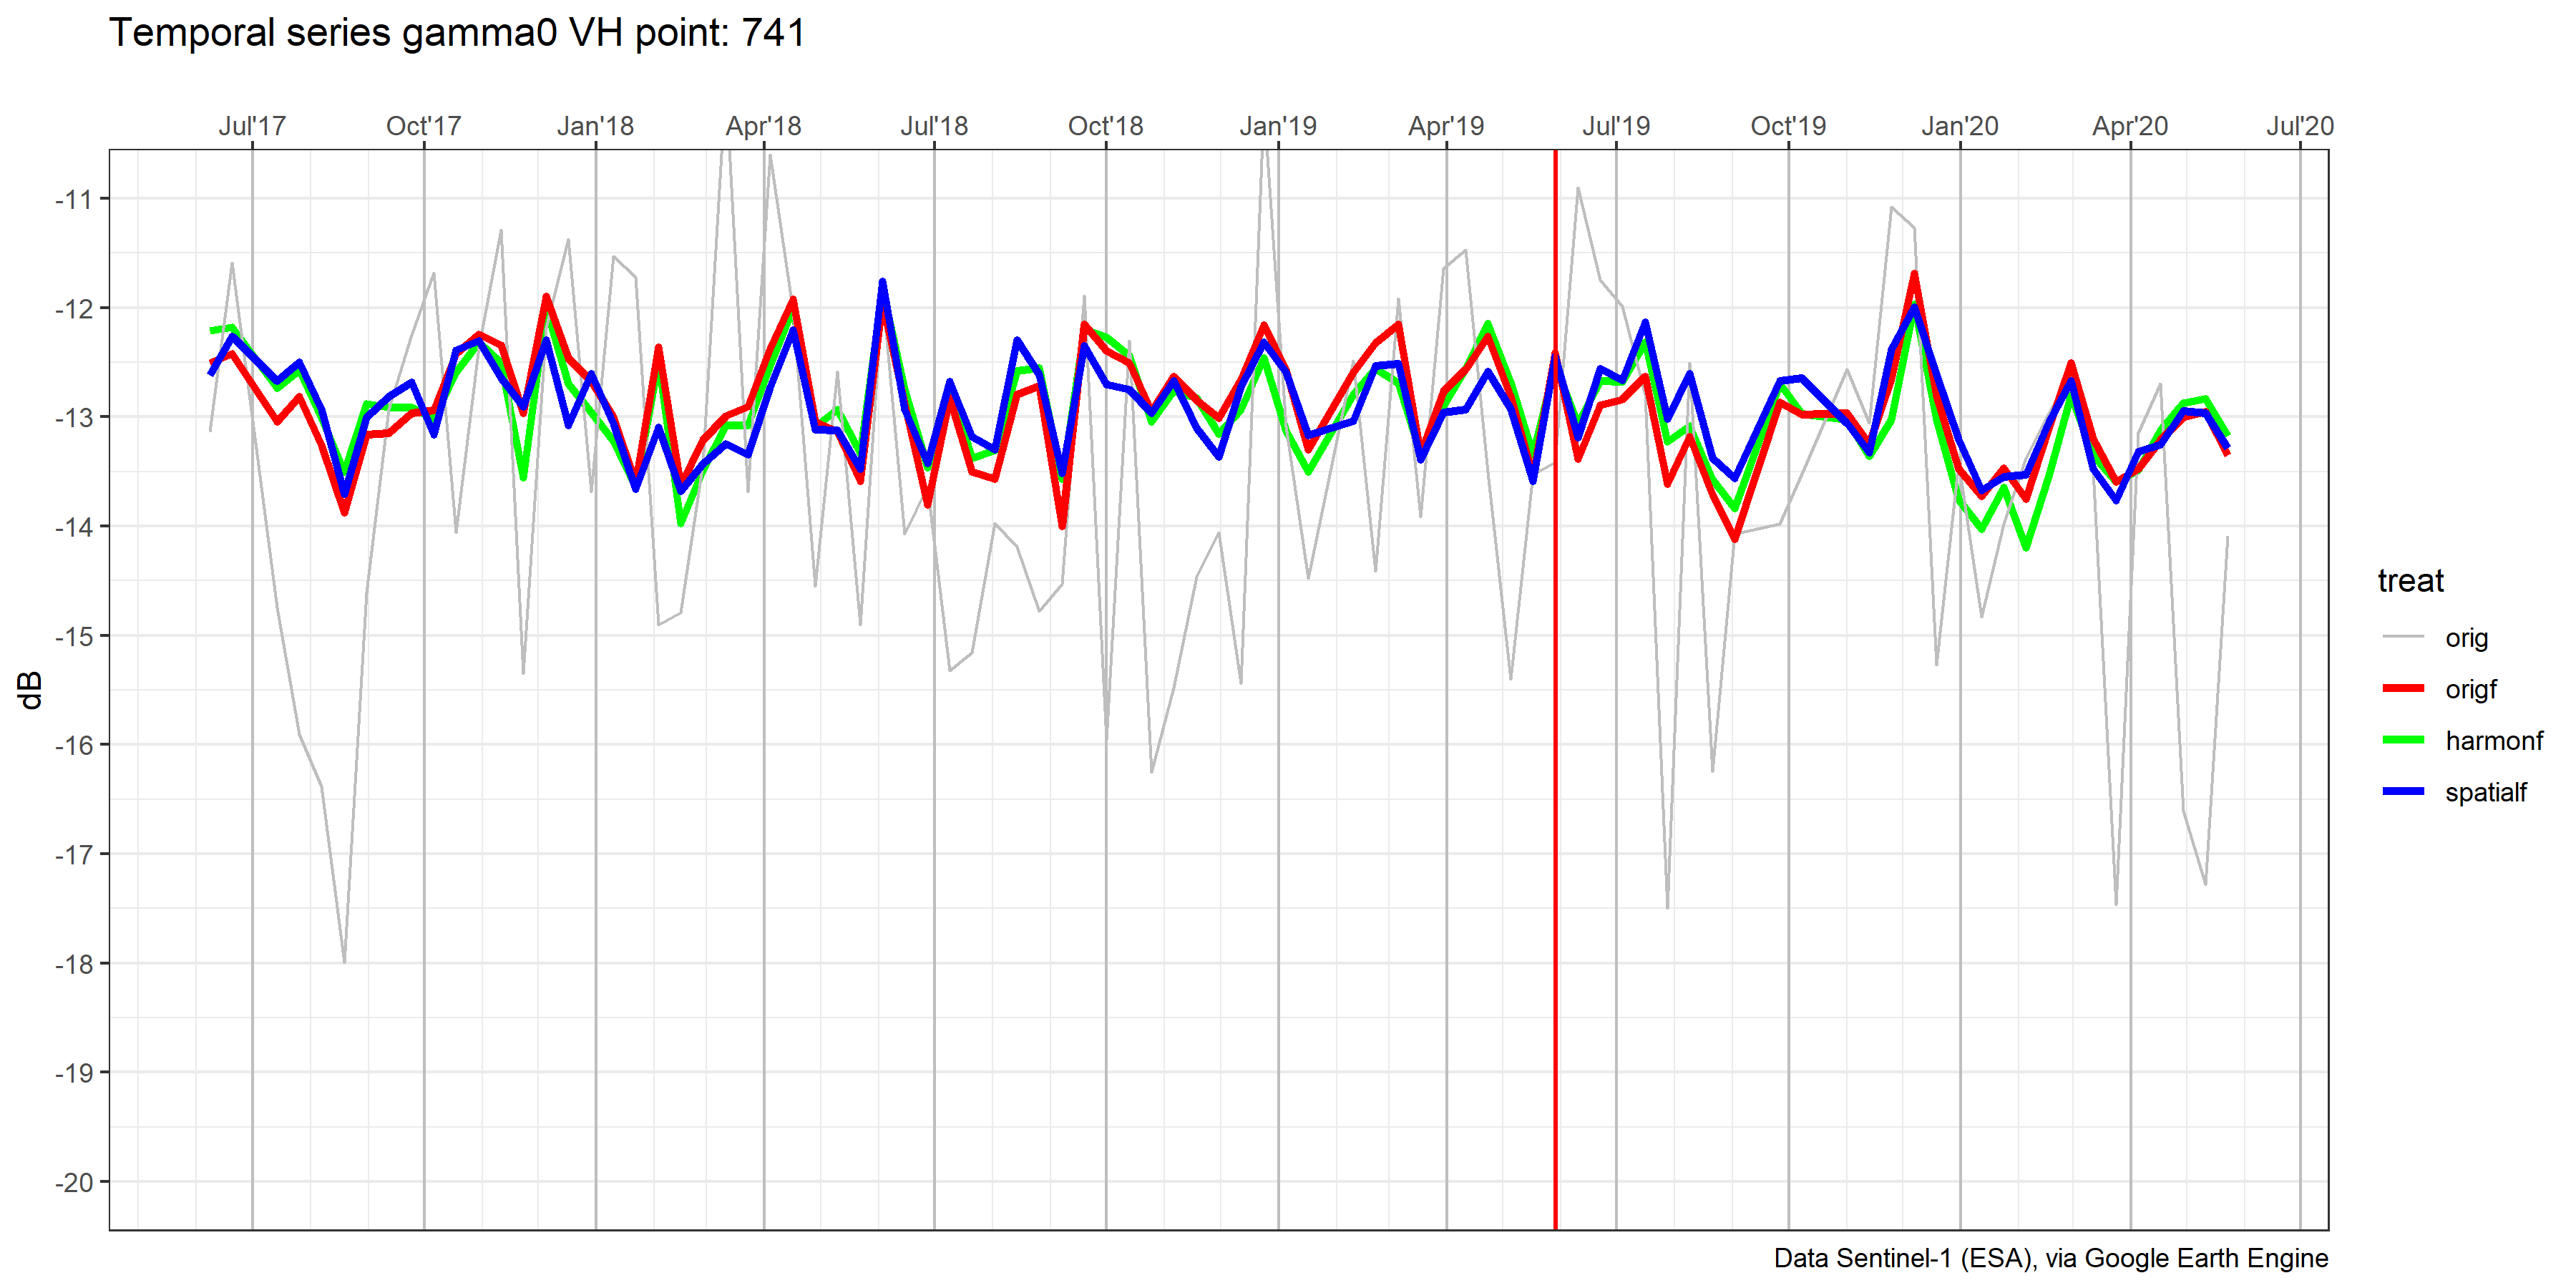 Temporal series gamma0 VH point: 741
Jul'17 Oct'17 Jan'18 Apr'18 Jul'18 Oct'18 Jan'19 Apr'19 Jul'19 Oct'19 Jan'20 Apr'20 Jul'20
-11
-12
-13
-14
-15
-16
-17
-18
-19
-20
dB
treat
orig
origf
harmonf
spatialf
Data Sentinel-1 (ESA), via Google Earth Engine